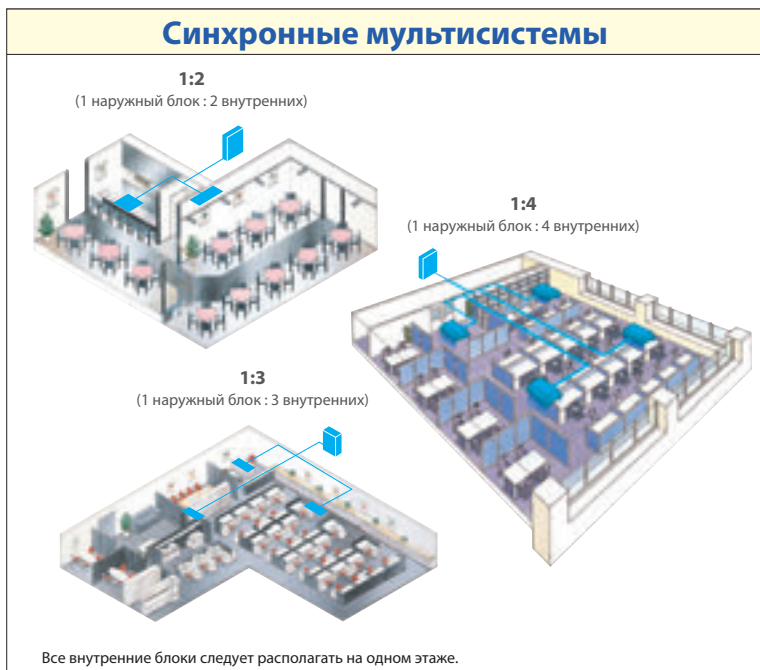 Синхронные мультисистемы
1:2
(1 наружный блок : 2 внутренних)
1:4
(1 наружный блок : 4 внутренних)
1:3
(1 наружный блок : 3 внутренних)
Все внутренние блоки следует располагать на одном этаже.